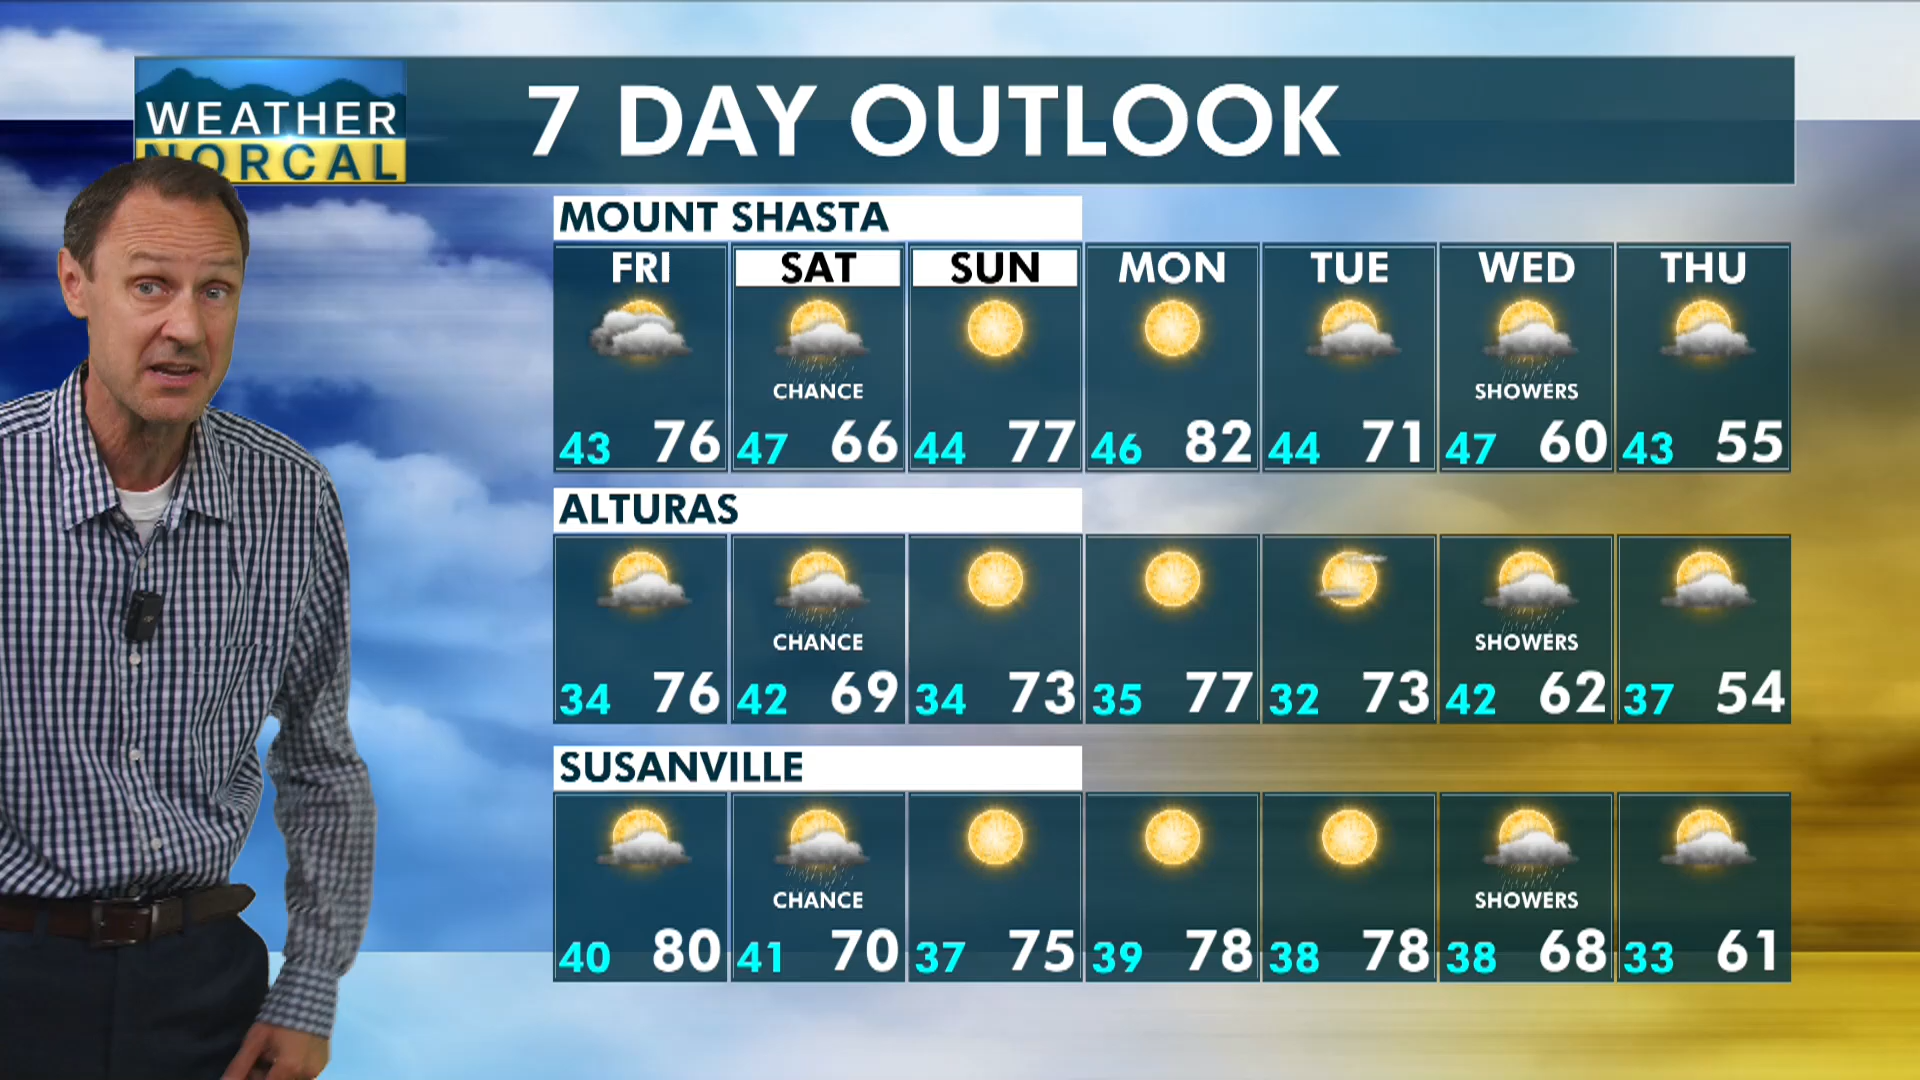 WEATHER
NORCAL
7 DAY OUTLOOK
MOUNT SHASTA
FRI SAT SUN MON TUE WED THU
CHANCE SHOWERS
43 76 47 66 44 77 46 82 44 71 47 60 43 55
ALTURAS
CHANCE SHOWERS
34 76 42 69 34 73 35 77 32 73 42 62 37 54
SUSANVILLE
CHANCE SHOWERS
40 80 41 70 37 75 39 78 38 78 38 68 33 61